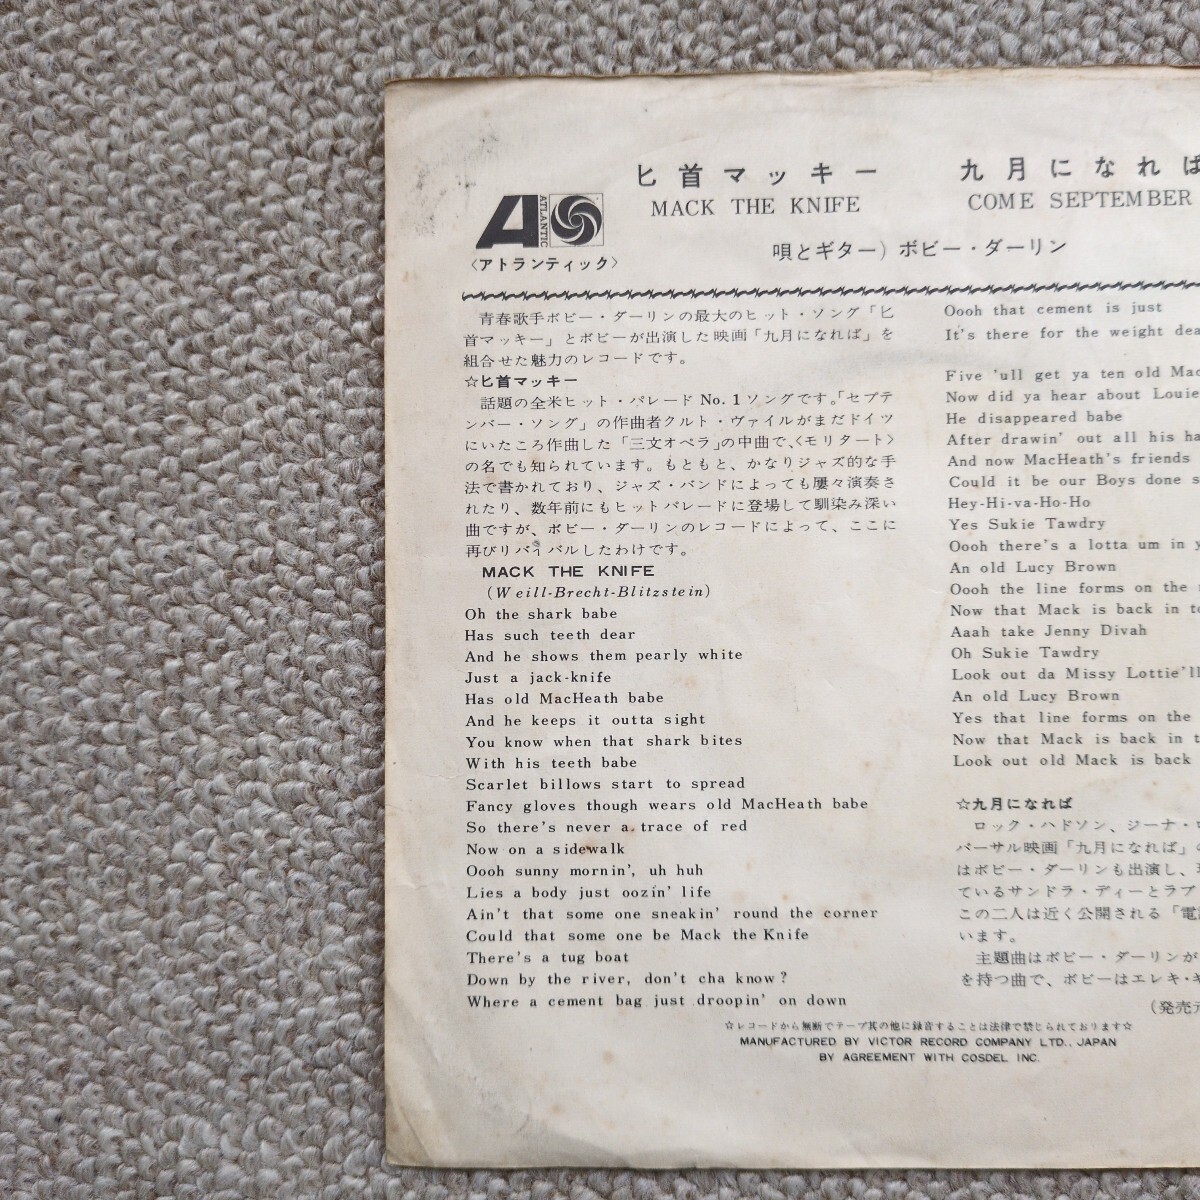 匕首マッキー
MACK THE KNIFE
九月になれば
COME SEPTEMBER
ATLANTIC
〈アトランティック〉
唄とギター) ボビー・ダーリン
青春歌手ボビー・ダーリンの最大のヒット・ソング「匕
首マッキー」とボビーが出演した映画「九月になれば」を
組合せた魅力のレコードです。
☆匕首マッキー
話題の全米ヒット・パレード No. 1 ソングです。「セプテ
ンバー・ソング」の作曲者クルト・ヴァイルがまだドイツ
にいたころ作曲した「三文オペラ」の中曲で、〈モリタート〉
の名でも知られています。もともと、かなりジャズ的な手
法で書かれており、ジャズ・バンドによっても屢々演奏さ
れたり、数年前にもヒットパレードに登場して馴染み深い
曲ですが、ボビー・ダーリンのレコードによって、ここに
再びリバイバルしたわけです。
MACK THE KNIFE
(Weill-Brecht-Blitzstein)
Oh the shark babe
Has such teeth dear
And he shows them pearly white
Just a jack-knife
Has old MacHeath babe
And he keeps it outta sight
You know when that shark bites
With his teeth babe
Scarlet billows start to spread
Fancy gloves though wears old MacHeath babe
So there's never a trace of red
Now on a sidewalk
Oooh sunny mornin', uh huh
Lies a body just oozin' life
Ain't that some one sneakin' round the corner
Could that some one be Mack the Knife
There's a tug boat
Down by the river, don't cha know?
Where a cement bag just droopin' on down
Oooh that cement is just
It's there for the weight dea
Five 'ull get ya ten old Mac
Now did ya hear about Louie
He disappeared babe
After drawin' out all his ha
And now MacHeath's friends
Could it be our Boys done s
Hey-Hi-va-Ho-Ho
Yes Sukie Tawdry
Oooh there's a lotta um in y
An old Lucy Brown
Oooh the line forms on the
Now that Mack is back in to
Aaah take Jenny Divah
Oh Sukie Tawdry
Look out da Missy Lottie'll
An old Lucy Brown
Yes that line forms on the
Now that Mack is back in t
Look out old Mack is back
☆九月になれば
ロック・ハドソン、ジーナ・ロ
バーサル映画「九月になれば」の
はボビー・ダーリンも出演し、
ているサンドラ・ディーとラブ
この二人は近く公開される「電話
います。
主題曲はボビー・ダーリンが
を持つ曲で、ボビーはエレキ・ギ
(発売元
☆レコードから無断でテープ其の他に録音することは法律で禁じられております☆
MANUFACTURED BY VICTOR RECORD COMPANY LTD., JAPAN
BY AGREEMENT WITH COSDEL INC.